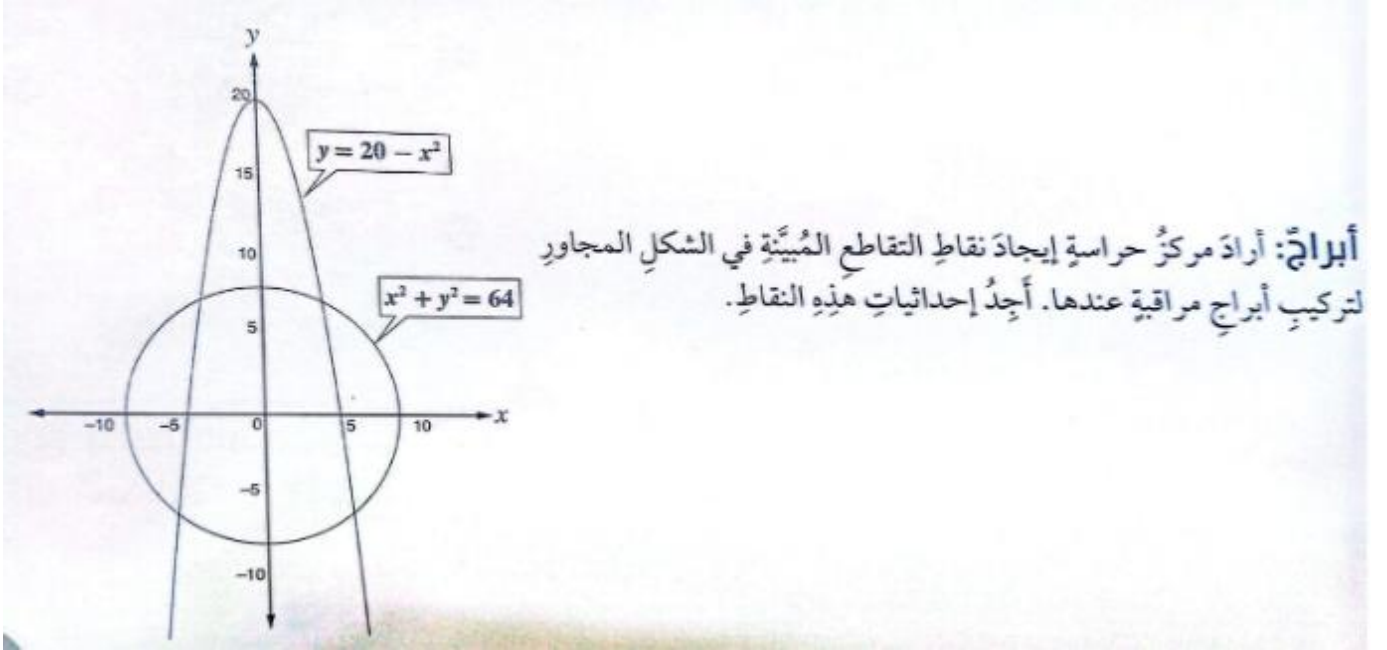 أبراجٌ: أرادَ مركزُ حراسةٍ إيجادَ نقاطِ التقاطعِ المُبيَّنةِ في الشكلِ المجاورِ
لتركيبِ أبراجِ مراقبةٍ عندها. أَجِدُ إحداثياتِ هذِهِ النقاطِ.
y
20
y = 20 − x²
15
10
x² + y² = 64
5
−10 −5 0 5 10 x
−5
−10